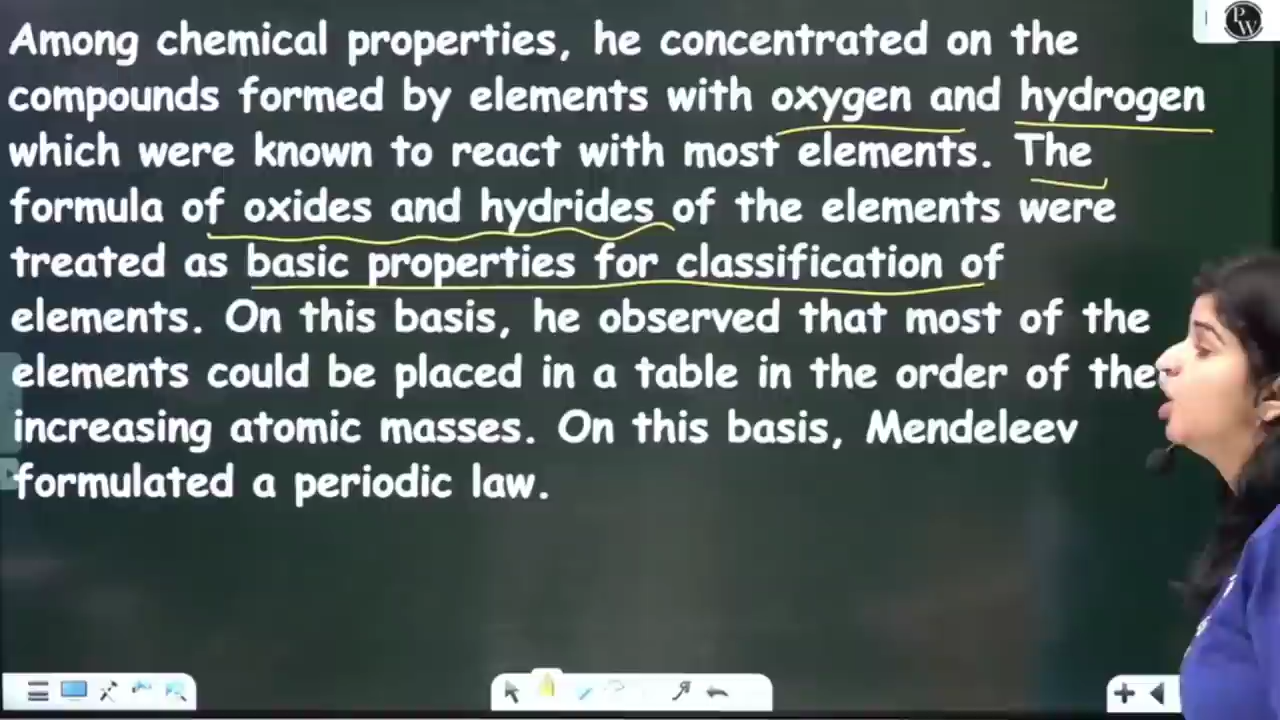 Among chemical properties, he concentrated on the
compounds formed by elements with oxygen and hydrogen
which were known to react with most elements. The
formula of oxides and hydrides of the elements were
treated as basic properties for classification of
elements. On this basis, he observed that most of the
elements could be placed in a table in the order of the
increasing atomic masses. On this basis, Mendeleev
formulated a periodic law.
PW